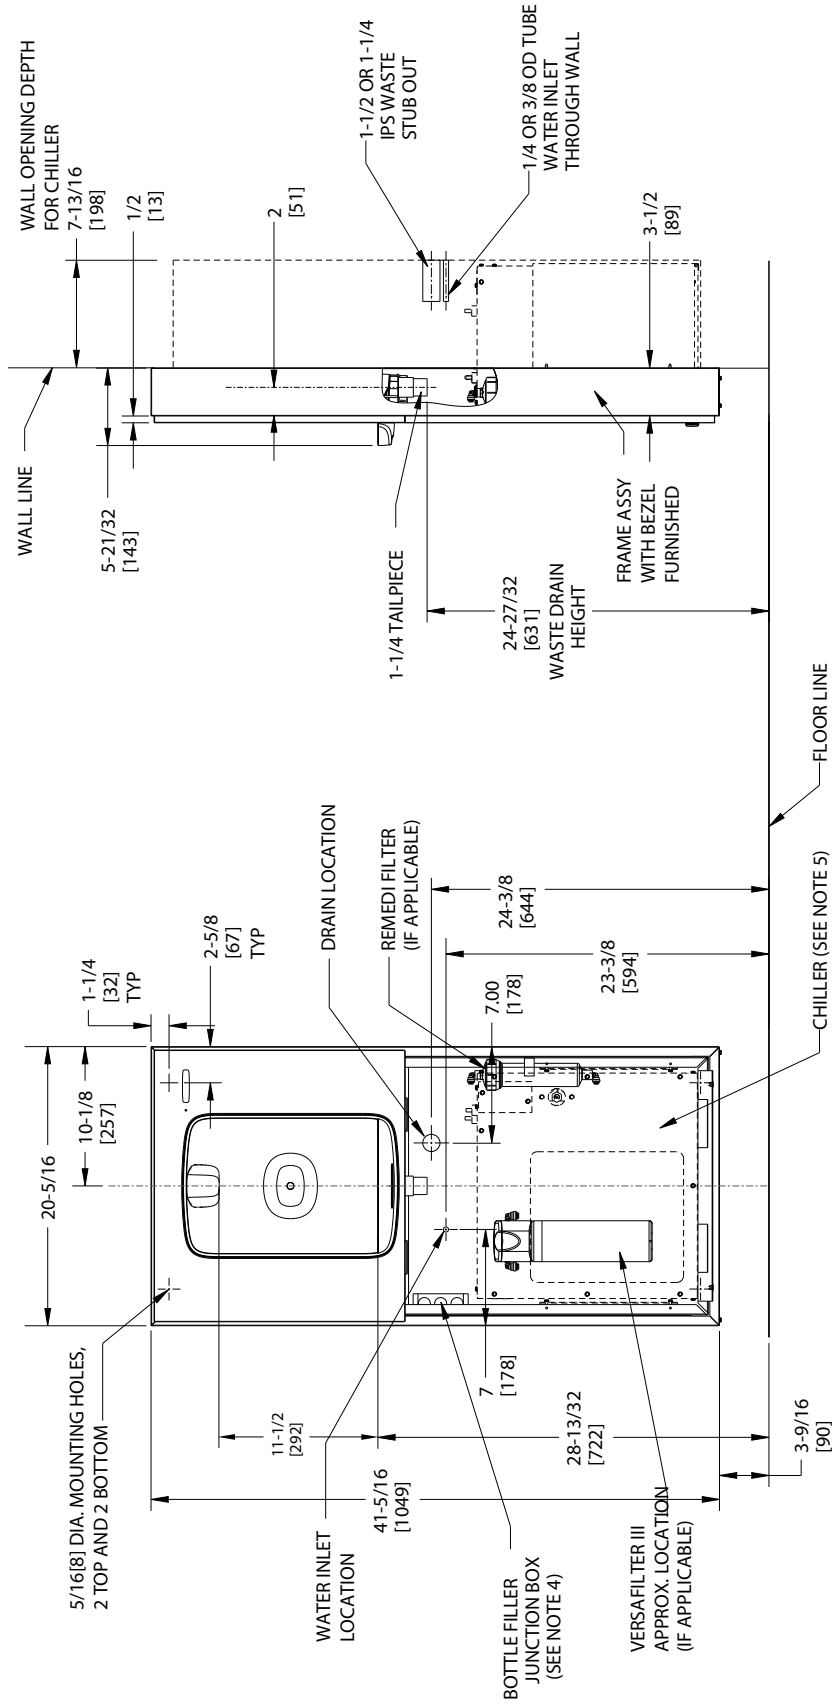 5/16[8] DIA. MOUNTING HOLES,
2 TOP AND 2 BOTTOM
20-5/16
10-1/8
[257]
1-1/4
[32]
TYP
2-5/8
[67]
TYP
11-1/2
[292]
WATER INLET
LOCATION
41-5/16
[1049]
DRAIN LOCATION
REMEDI FILTER
(IF APPLICABLE)
7
[178]
7.00
[178]
24-3/8
[644]
23-3/8
[594]
BOTTLE FILLER
JUNCTION BOX
(SEE NOTE 4)
28-13/32
[722]
VERSAFILTER III
APPROX. LOCATION
(IF APPLICABLE)
3-9/16
[90]
CHILLER (SEE NOTE 5)
FLOOR LINE
WALL LINE
WALL OPENING DEPTH
FOR CHILLER
7-13/16
[198]
5-21/32
[143]
1/2
[13]
2
[51]
1-1/2 OR 1-1/4
IPS WASTE
STUB OUT
1-1/4 TAILPIECE
1/4 OR 3/8 OD TUBE
WATER INLET
THROUGH WALL
24-27/32
[631]
WASTE DRAIN
HEIGHT
FRAME ASSY
WITH BEZEL
FURNISHED
3-1/2
[89]